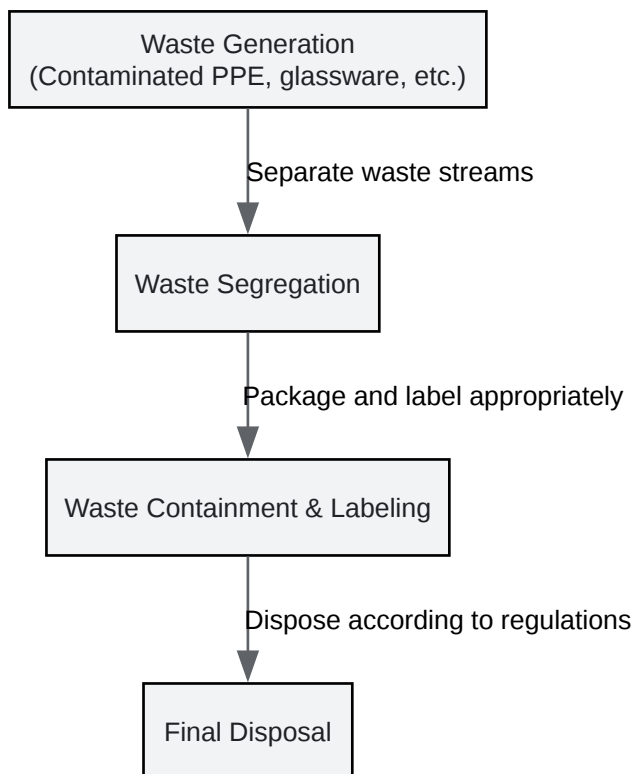 Waste Generation
(Contaminated PPE, glassware, etc.)
Separate waste streams
Waste Segregation
Package and label appropriately
Waste Containment & Labeling
Dispose according to regulations
Final Disposal